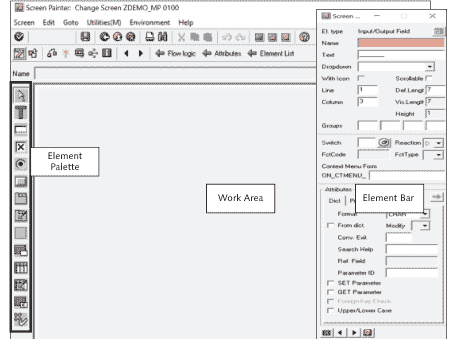 Screen Painter: Change Screen ZDEMO_MP 0100
Screen Edit Goto Utilities(M) Environment Help
Flow logic Attributes Element List
Name
Element
Palette
Work Area
Screen ...
El. type Input/Output Field
Name
Text
Dropdown
With icon Scrollable
Line 1 Def.Lengt 7
Column 3 Vis.Lengt 7
Height 1
Groups
Switch Reaction
FctCode FctType
Context Menu Form
ON_CTMENU_
Attributes
Dict
Element Bar
Format CHAR
From dict. Modify
Conv. Exit
Search Help
Ref. Field
Parameter ID
SET Parameter
GET Parameter
Foreign Key Check
Upper/Lower Case